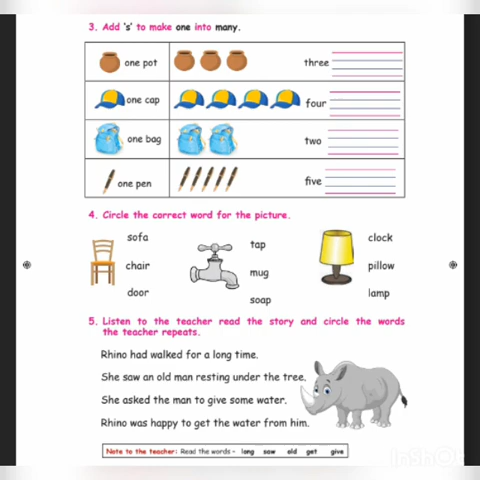 3. Add 's' to make one into many.
one pot three
one cap four
one bag two
one pen five
4. Circle the correct word for the picture.
sofa
chair
door
tap
mug
soap
clock
pillow
lamp
5. Listen to the teacher read the story and circle the words
the teacher repeats.
Rhino had walked for a long time.
She saw an old man resting under the tree.
She asked the man to give some water.
Rhino was happy to get the water from him.
Note to the teacher: Read the words – long saw old get give
InShOt